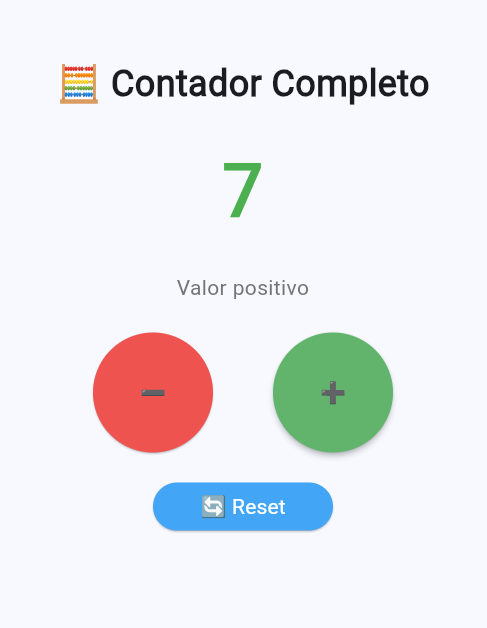 🧮 Contador Completo
7
Valor positivo
➖ ➕
🔄 Reset